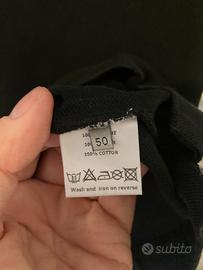 50
100% COTTON
Wash and iron on reverse
subito